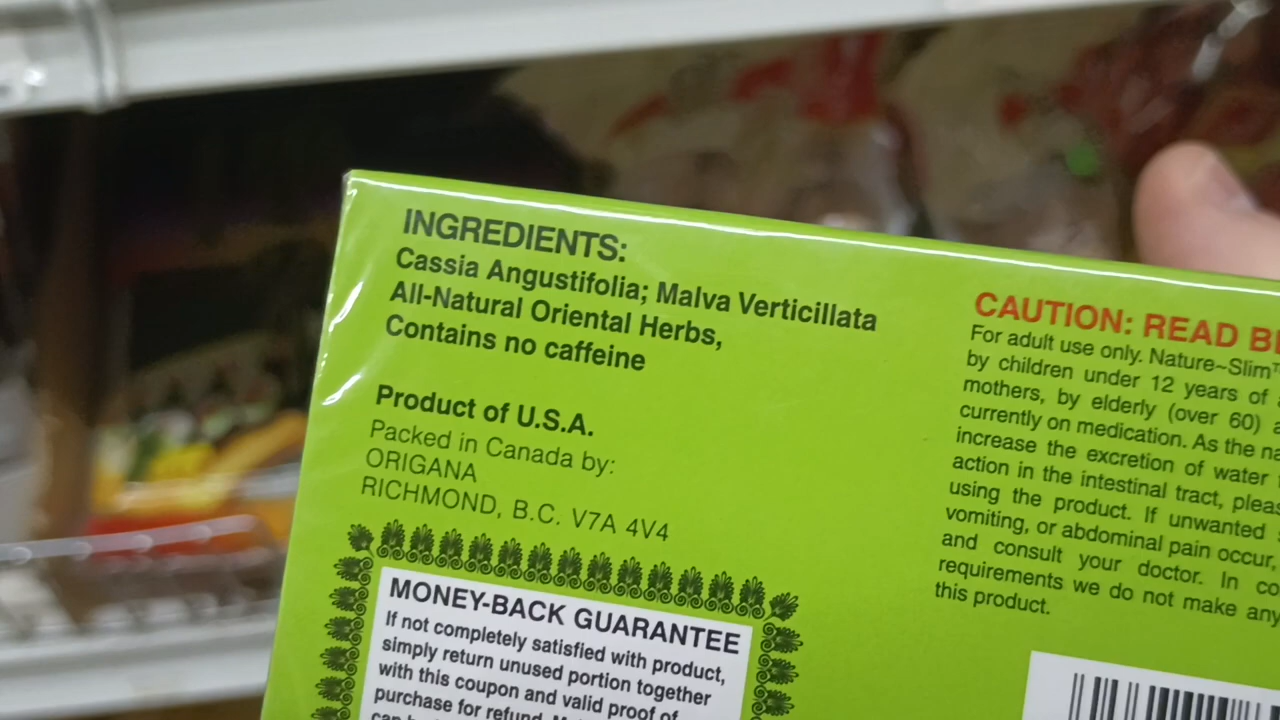 INGREDIENTS:
Cassia Angustifolia; Malva Verticillata
All-Natural Oriental Herbs,
Contains no caffeine
Product of U.S.A.
Packed in Canada by:
ORIGANA
RICHMOND, B.C. V7A 4V4
MONEY-BACK GUARANTEE
If not completely satisfied with product,
simply return unused portion together
with this coupon and valid proof of
purchase for refund.
CAUTION: READ
For adult use only. Nature~Slim™
by children under 12 years of
mothers, by elderly (over 60)
currently on medication. As the
increase the excretion of water
action in the intestinal tract,
using the product. If unwanted
vomiting, or abdominal pain occur,
and consult your doctor. In
requirements we do not make any
this product.